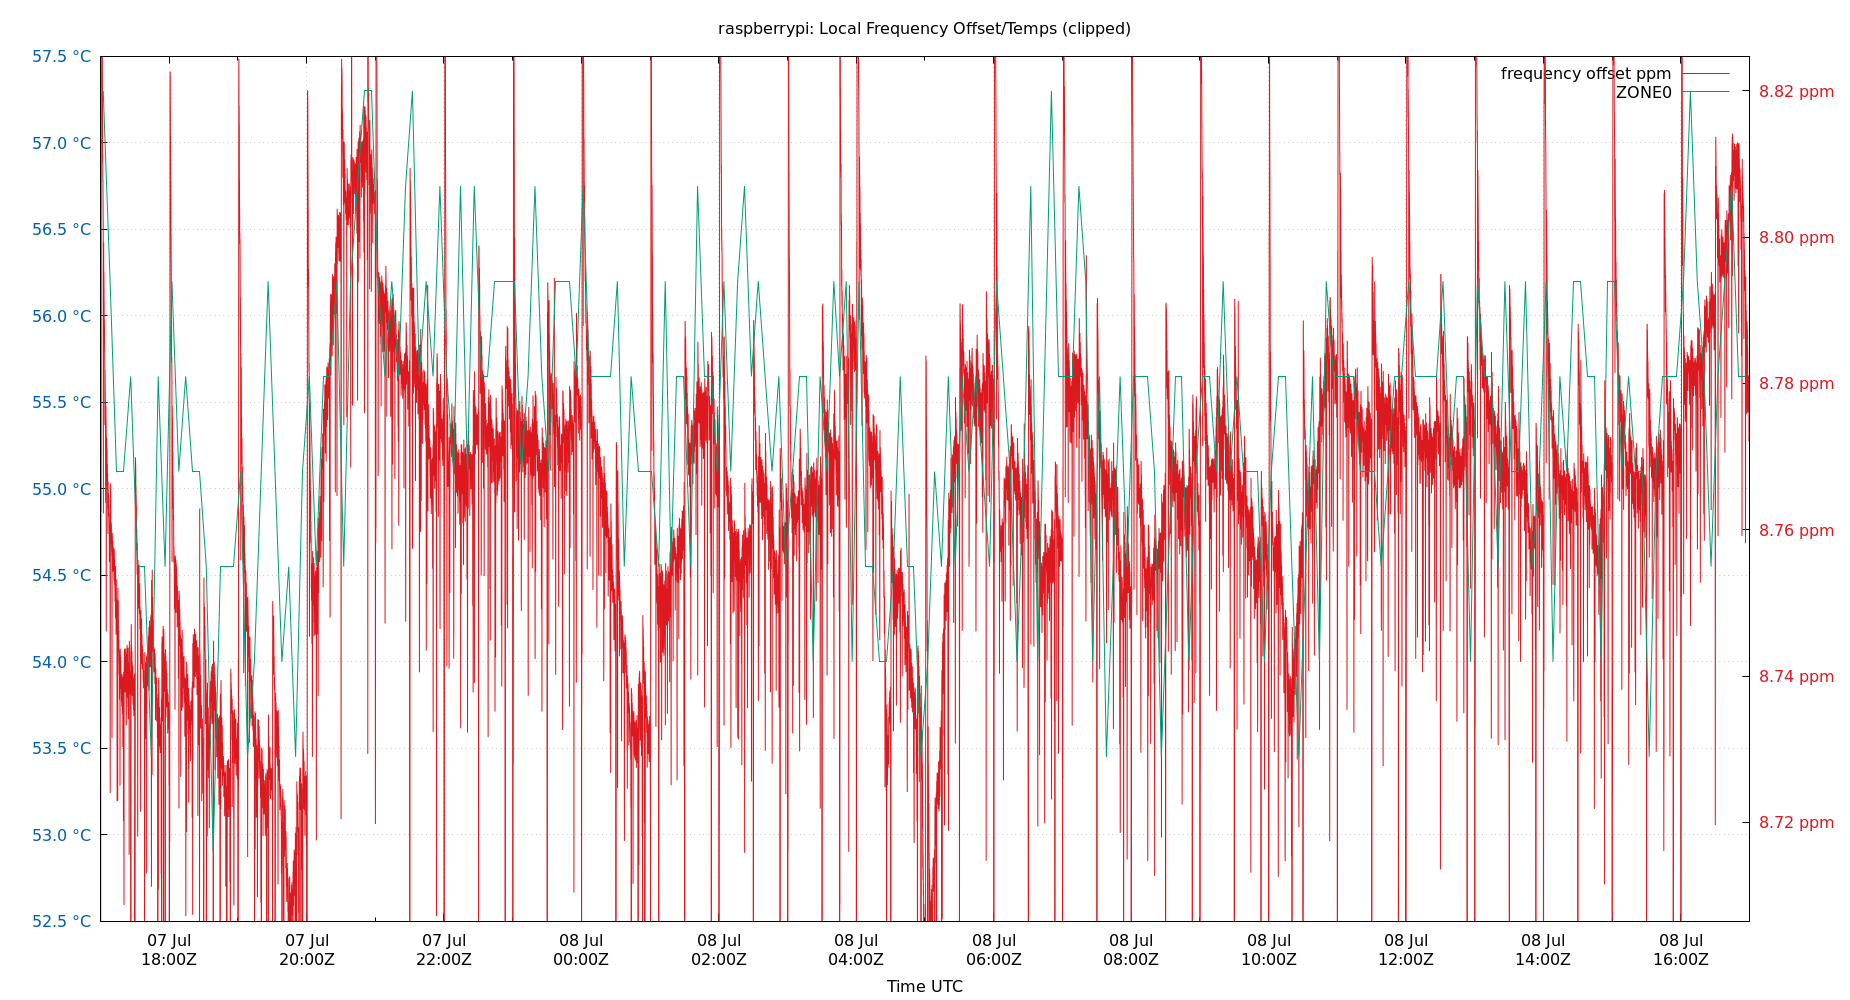 raspberrypi: Local Frequency Offset/Temps (clipped)
57.5 °C
57.0 °C
56.5 °C
56.0 °C
55.5 °C
55.0 °C
54.5 °C
54.0 °C
53.5 °C
53.0 °C
52.5 °C
frequency offset ppm
ZONE0
8.82 ppm
8.80 ppm
8.78 ppm
8.76 ppm
8.74 ppm
8.72 ppm
07 Jul 07 Jul 07 Jul 08 Jul 08 Jul 08 Jul 08 Jul 08 Jul 08 Jul 08 Jul 08 Jul 08 Jul
18:00Z 20:00Z 22:00Z 00:00Z 02:00Z 04:00Z 06:00Z 08:00Z 10:00Z 12:00Z 14:00Z 16:00Z
Time UTC